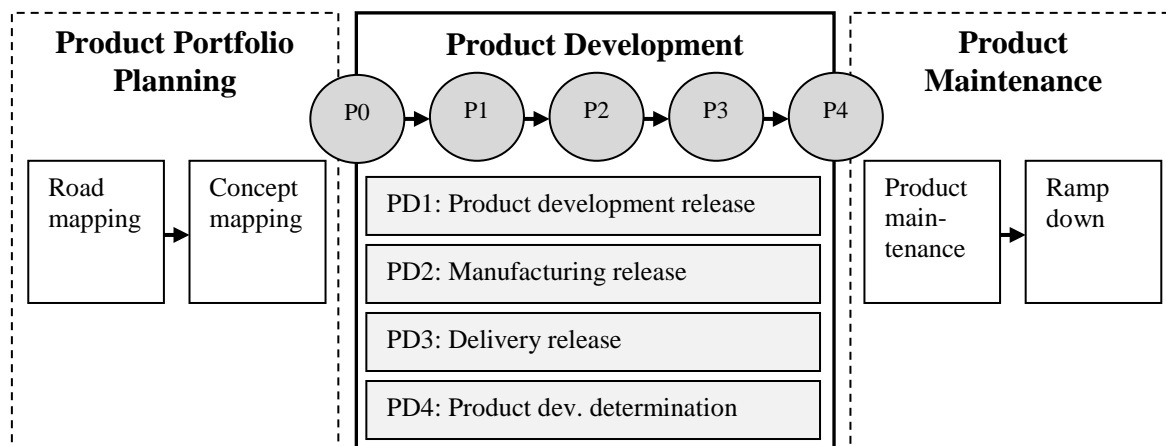 Product Portfolio
Planning
Road
mapping
Concept
mapping
Product Development
P0
P1
P2
P3
P4
PD1: Product development release
PD2: Manufacturing release
PD3: Delivery release
PD4: Product dev. determination
Product
Maintenance
Product
main-
tenance
Ramp
down